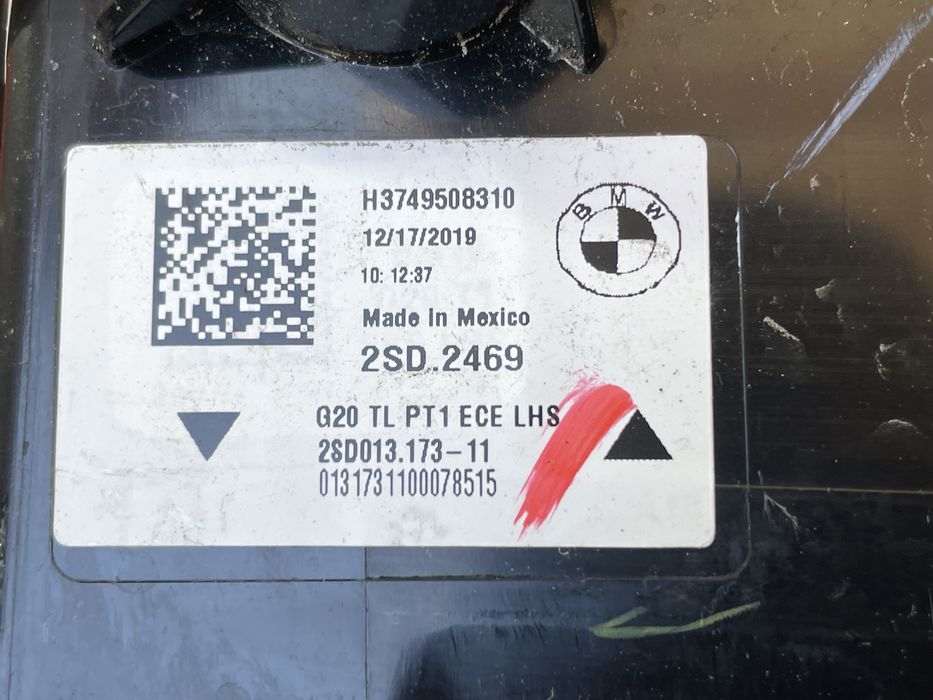 H3749508310
12/17/2019
10: 12:37
BMW
Made in Mexico
2SD.2469
G20 TL PT1 ECE LHS
2SD013.173-11
0131731100078515